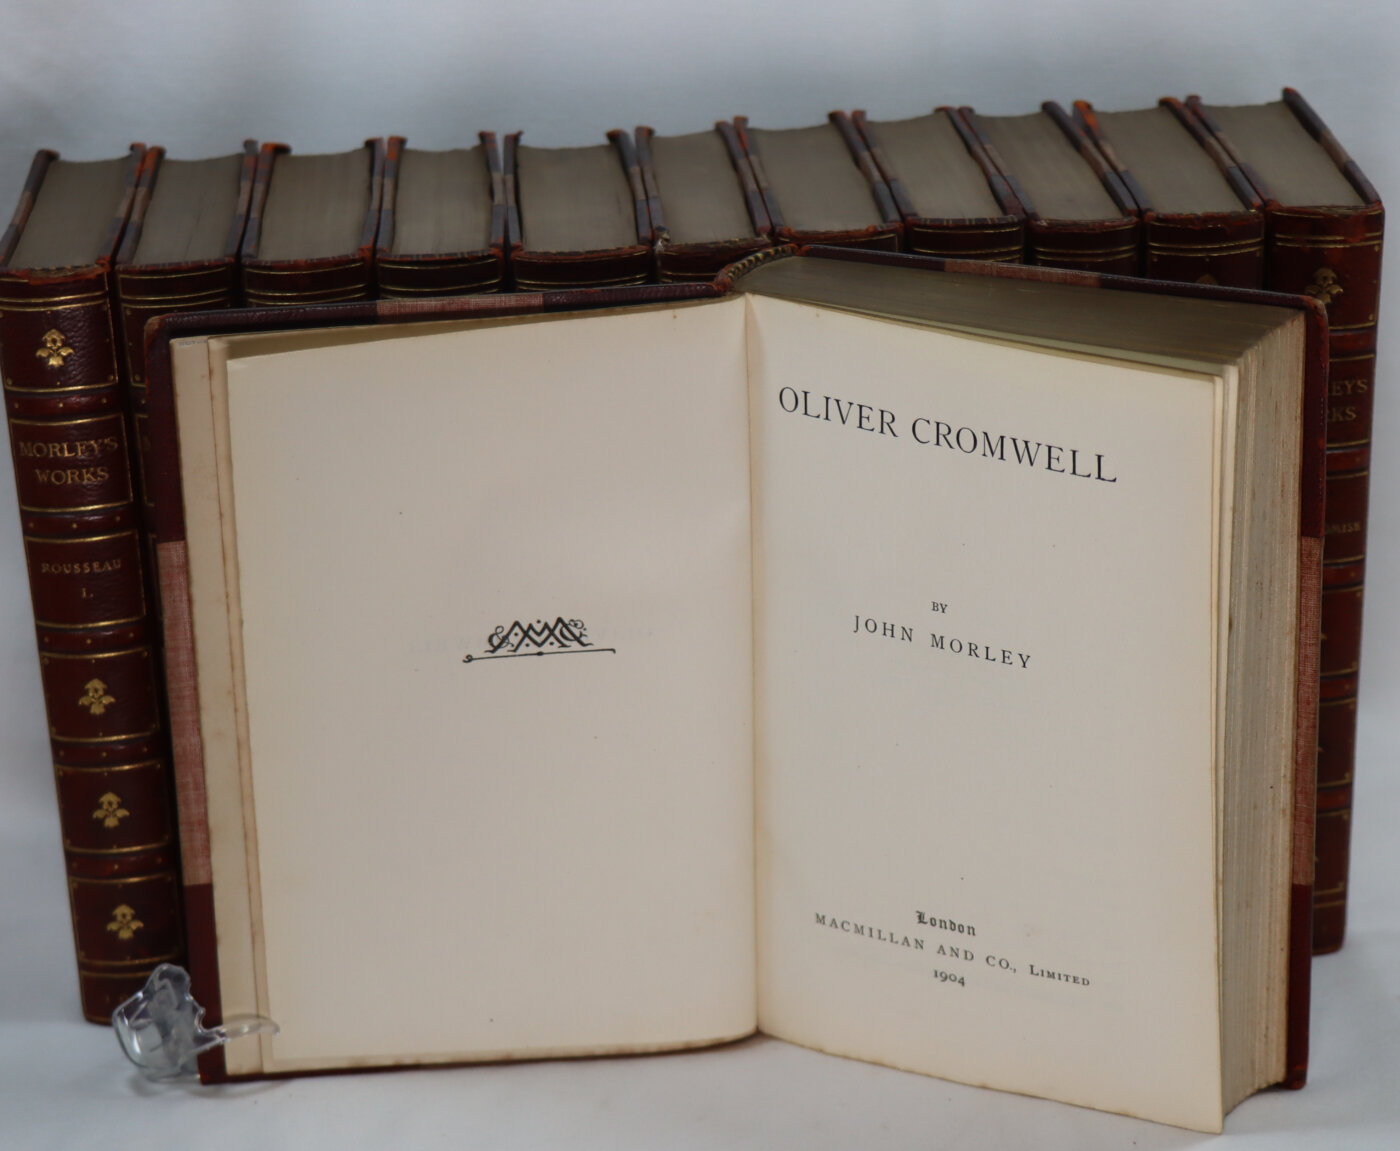 MORLEY'S
WORKS
ROUSSEAU
I.
OLIVER CROMWELL
BY
JOHN MORLEY
London
MACMILLAN AND CO., LIMITED
1904